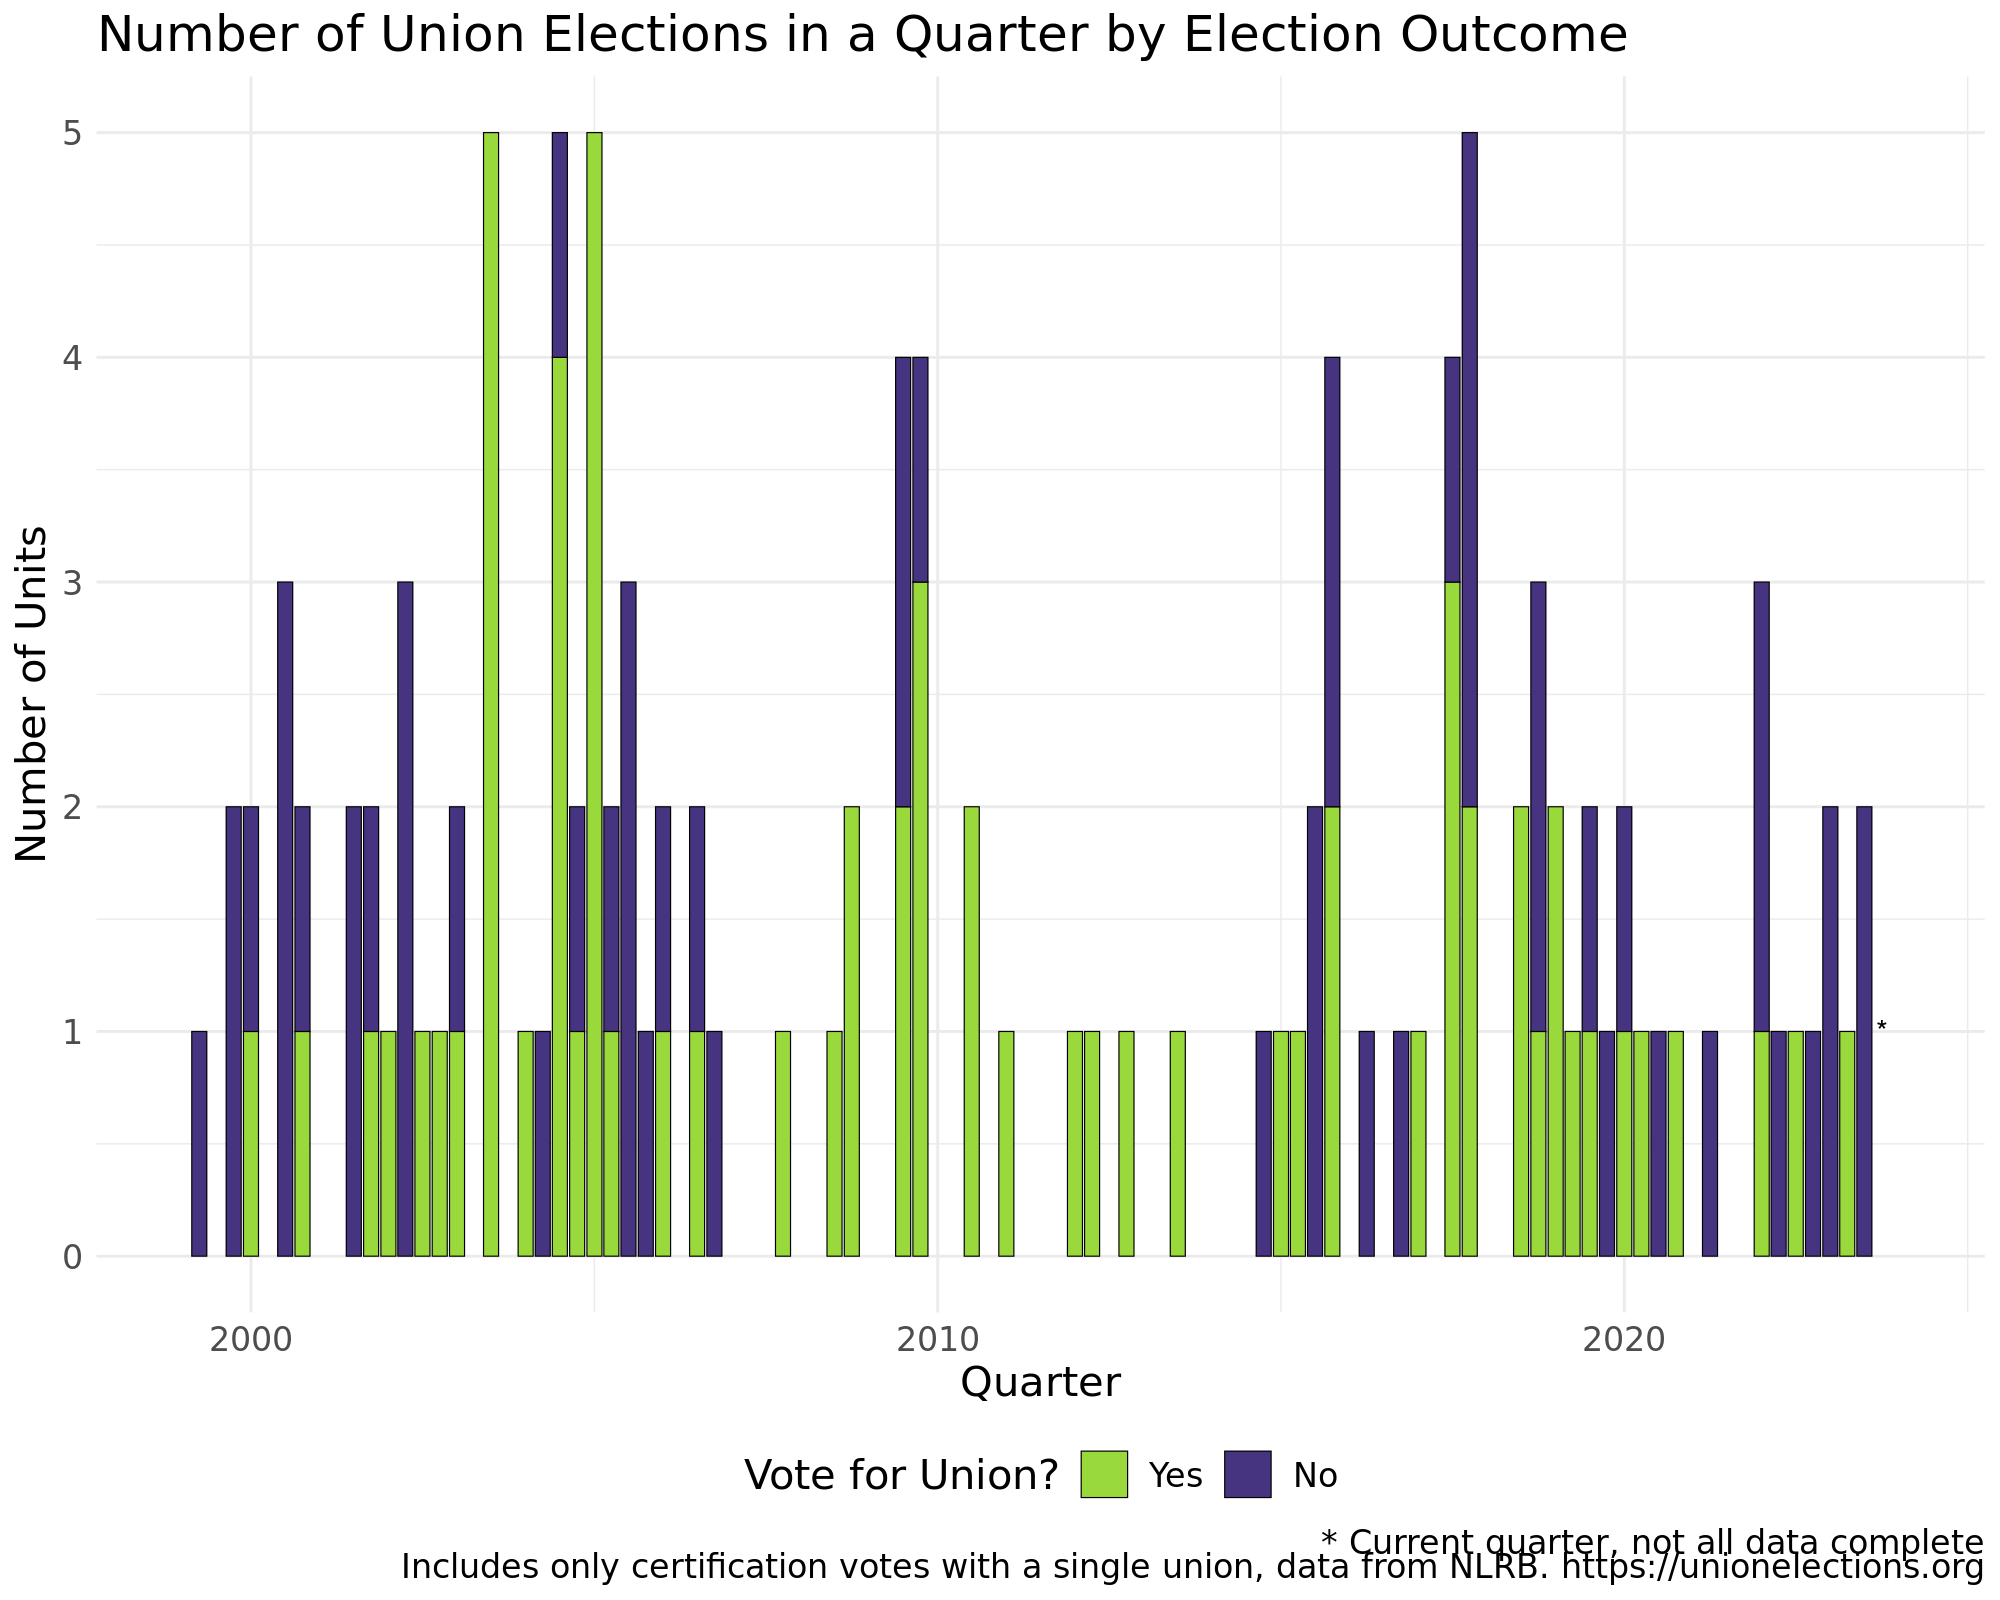 Number of Union Elections in a Quarter by Election Outcome
Number of Units
5
4
3
2
1
0
*
2000 2010 2020
Quarter
Vote for Union? Yes No
* Current quarter, not all data complete
Includes only certification votes with a single union, data from NLRB. https://unionelections.org